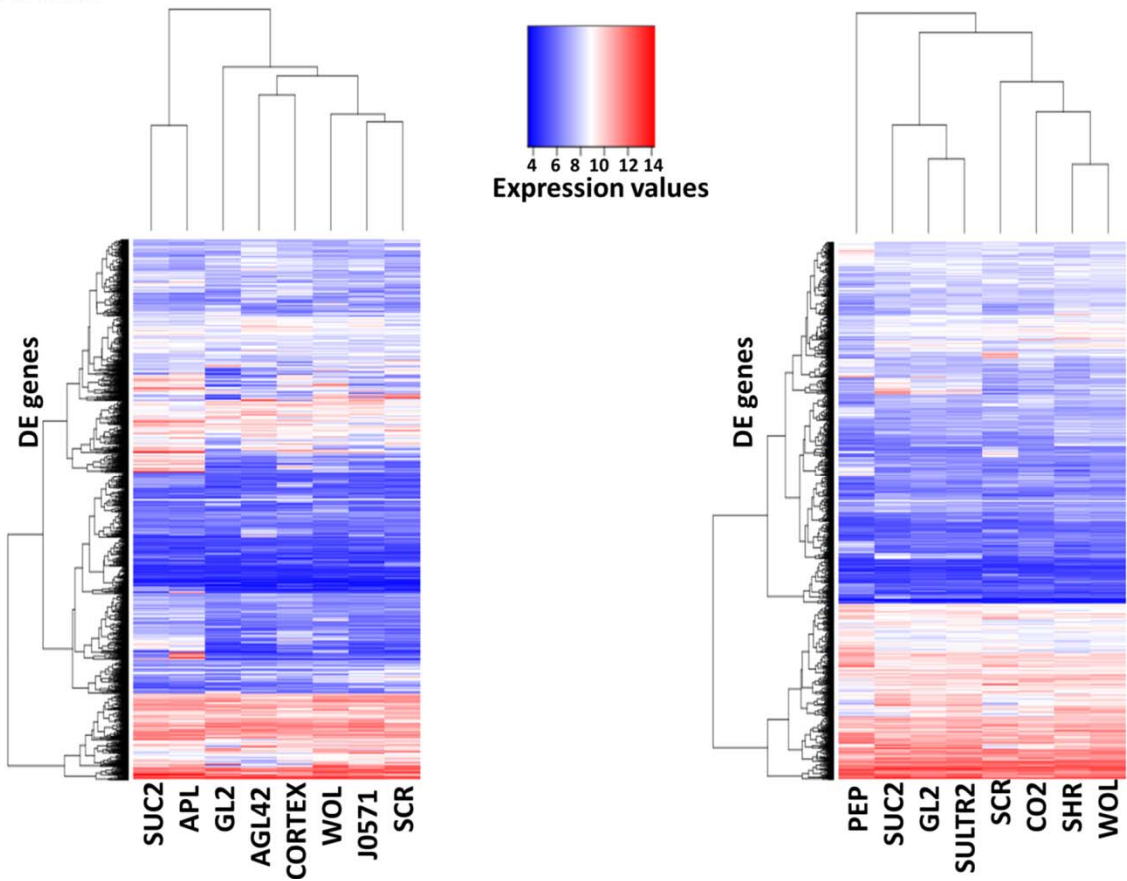 4 6 8 10 12 14
Expression values
DE genes
DE genes
SUC2
APL
GL2
AGL42
CORTEX
WOL
J0571
SCR
PEP
SUC2
GL2
SULTR2
SCR
CO2
SHR
WOL